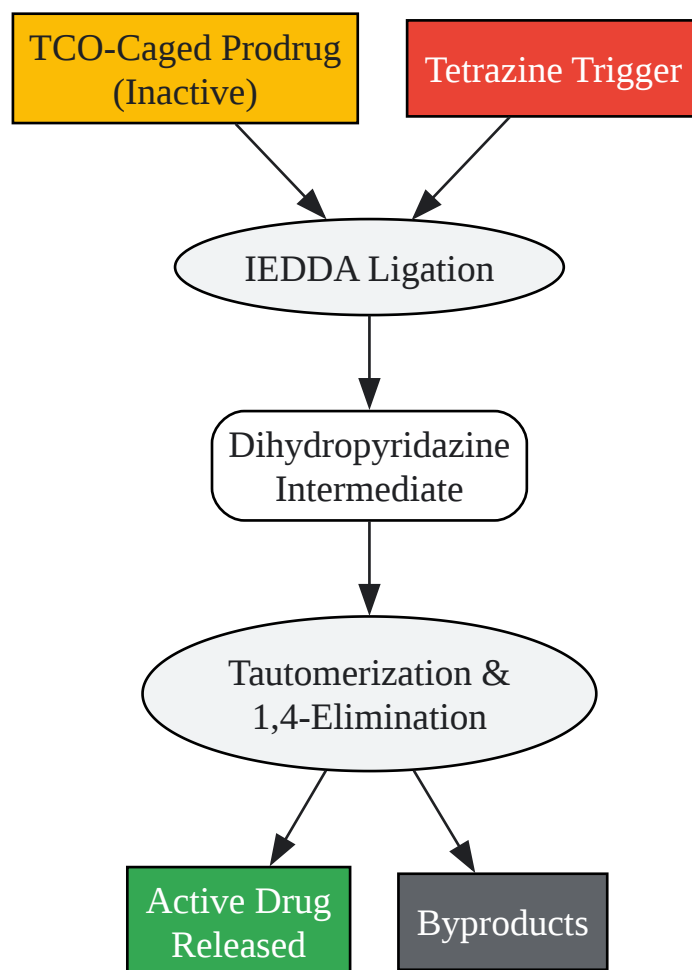 TCO-Caged Prodrug
(Inactive)
Tetrazine Trigger
IEDDA Ligation
Dihydropyridazine
Intermediate
Tautomerization &
1,4-Elimination
Active Drug
Released
Byproducts